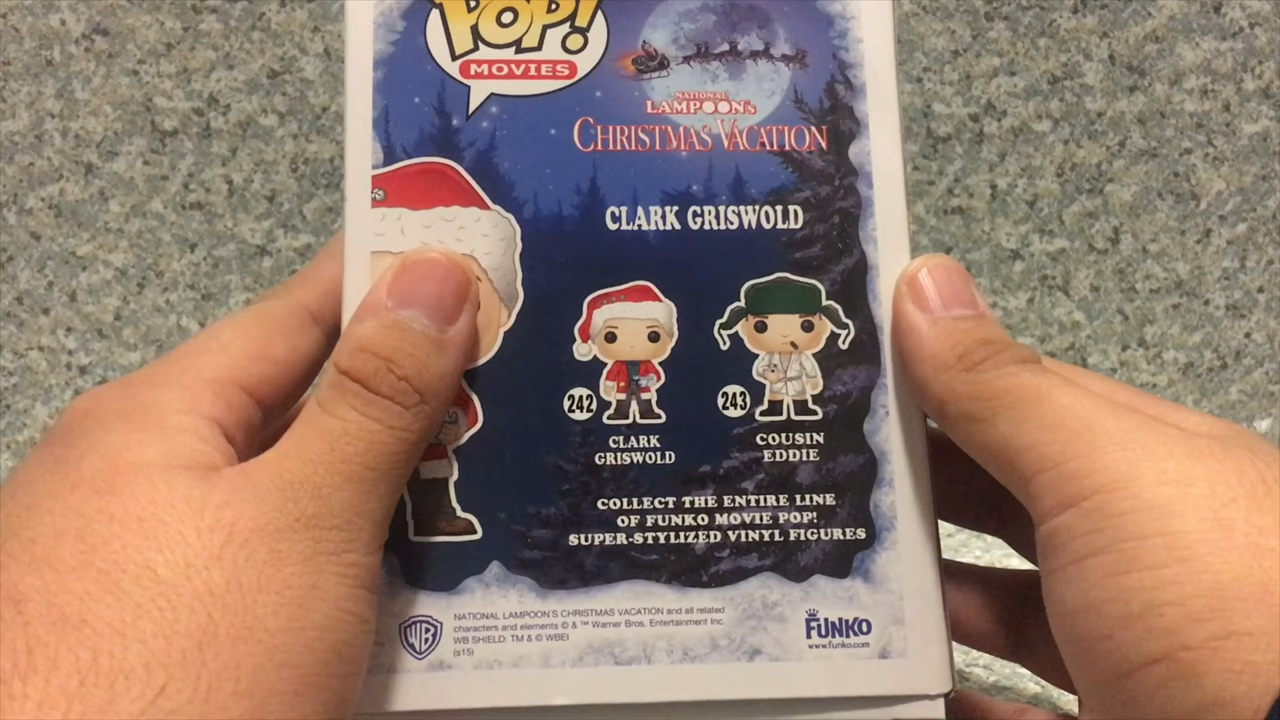 POP!
MOVIES
NATIONAL
LAMPOON's
CHRISTMAS VACATION
CLARK GRISWOLD
242
243
CLARK
GRISWOLD
COUSIN
EDDIE
COLLECT THE ENTIRE LINE
OF FUNKO MOVIE POP!
SUPER-STYLIZED VINYL FIGURES
WB
NATIONAL LAMPOON'S CHRISTMAS VACATION and all related
characters and elements © & ™ Warner Bros. Entertainment Inc.
WB SHIELD: TM & © WBEI
(s15)
FUNKO
www.funko.com